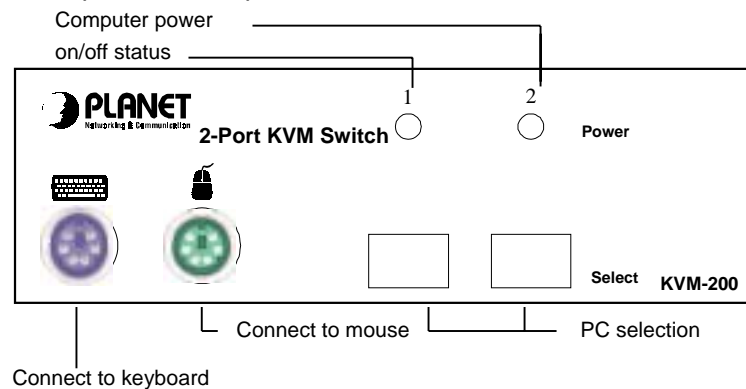 Computer power
on/off status
1 2
PLANET
Networking & Communication
2-Port KVM Switch
Power
Select
KVM-200
Connect to mouse
PC selection
Connect to keyboard